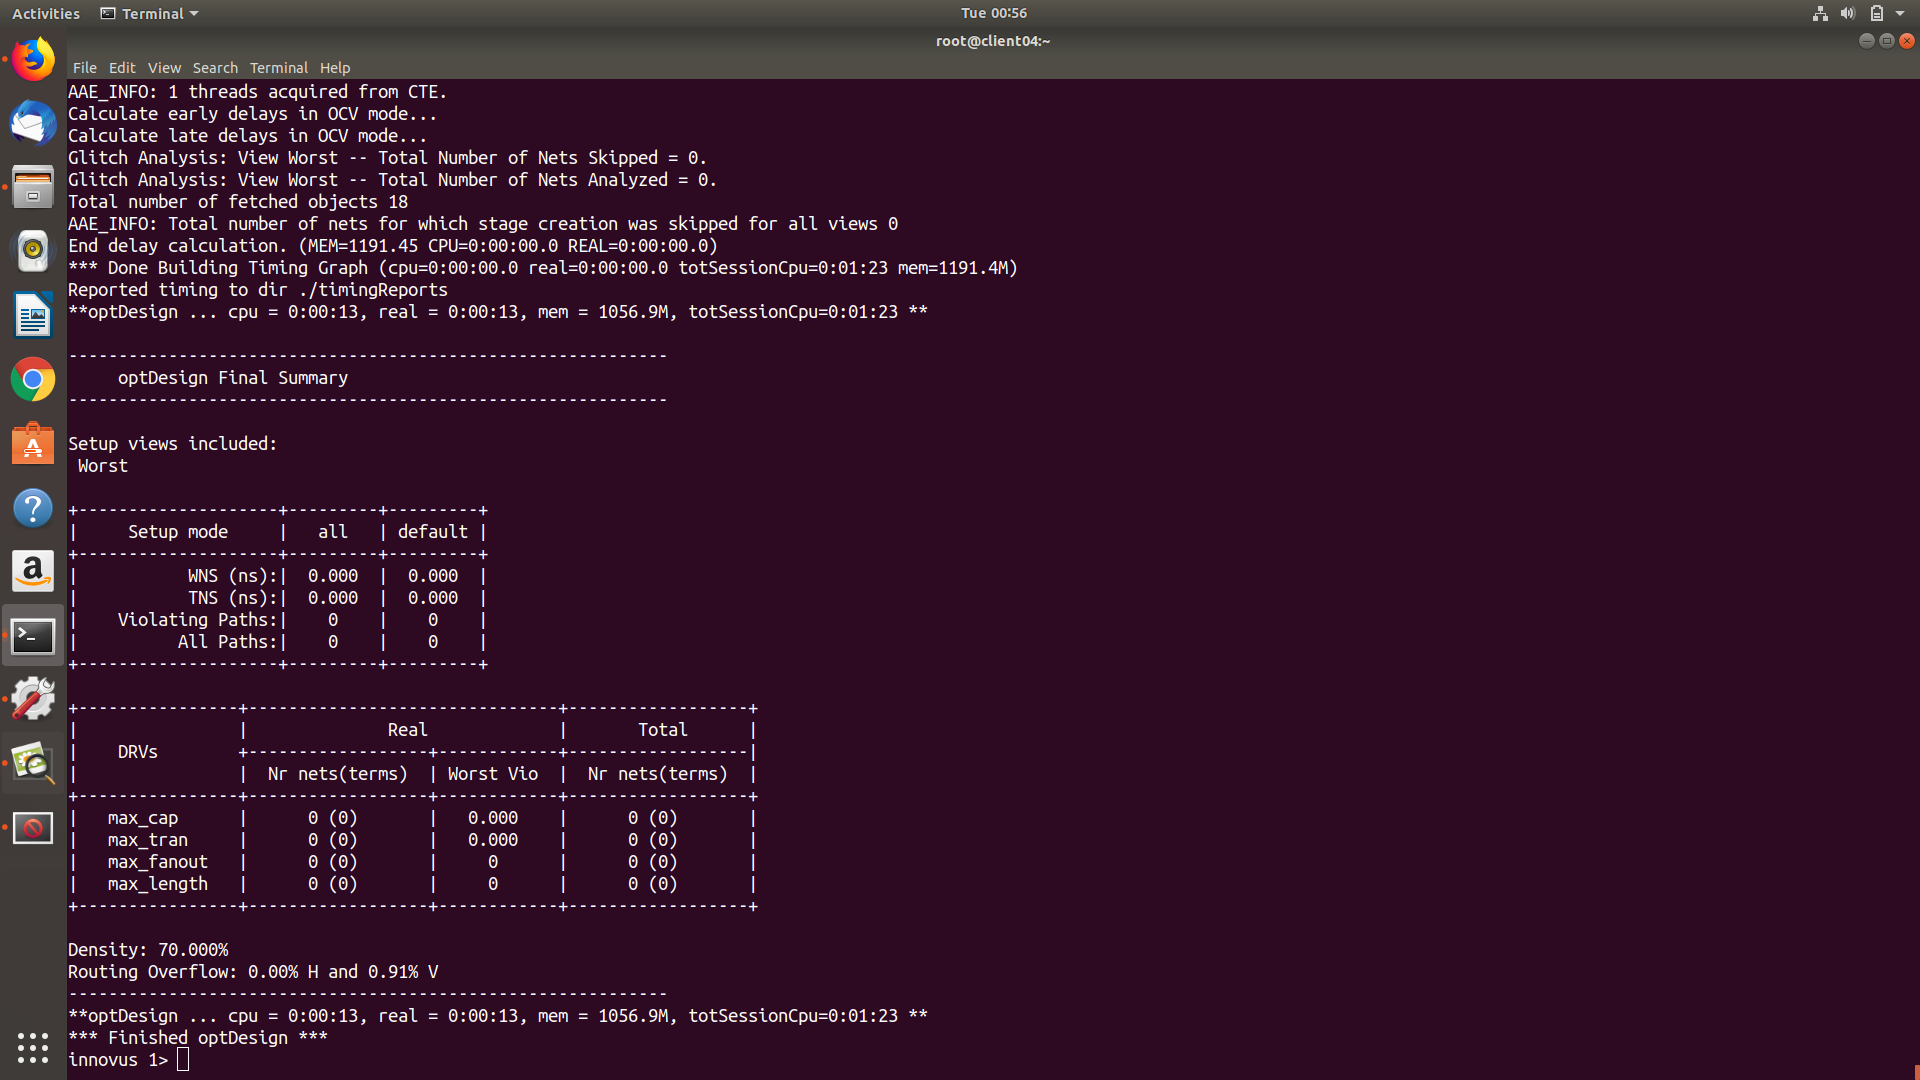 Activities Terminal Tue 00:56
root@client04:~
File Edit View Search Terminal Help
AAE_INFO: 1 threads acquired from CTE.
Calculate early delays in OCV mode...
Calculate late delays in OCV mode...
Glitch Analysis: View Worst -- Total Number of Nets Skipped = 0.
Glitch Analysis: View Worst -- Total Number of Nets Analyzed = 0.
Total number of fetched objects 18
AAE_INFO: Total number of nets for which stage creation was skipped for all views 0
End delay calculation. (MEM=1191.45 CPU=0:00:00.0 REAL=0:00:00.0)
*** Done Building Timing Graph (cpu=0:00:00.0 real=0:00:00.0 totSessionCpu=0:01:23 mem=1191.4M)
Reported timing to dir ./timingReports
**optDesign ... cpu = 0:00:13, real = 0:00:13, mem = 1056.9M, totSessionCpu=0:01:23 **
------------------------------------------------------------
     optDesign Final Summary
------------------------------------------------------------
Setup views included:
 Worst
+--------------------+---------+---------+
|     Setup mode     |   all   | default |
+--------------------+---------+---------+
|           WNS (ns):|  0.000  |  0.000  |
|           TNS (ns):|  0.000  |  0.000  |
|    Violating Paths:|    0    |    0    |
|          All Paths:|    0    |    0    |
+--------------------+---------+---------+
+----------------+-------------------------------+------------------+
|                |              Real             |       Total      |
|    DRVs        +------------------+------------+------------------|
|                |  Nr nets(terms)  | Worst Vio  |  Nr nets(terms)  |
+----------------+------------------+------------+------------------+
|   max_cap      |      0 (0)       |   0.000    |      0 (0)       |
|   max_tran     |      0 (0)       |   0.000    |      0 (0)       |
|   max_fanout   |      0 (0)       |     0      |      0 (0)       |
|   max_length   |      0 (0)       |     0      |      0 (0)       |
+----------------+------------------+------------+------------------+
Density: 70.000%
Routing Overflow: 0.00% H and 0.91% V
------------------------------------------------------------
**optDesign ... cpu = 0:00:13, real = 0:00:13, mem = 1056.9M, totSessionCpu=0:01:23 **
*** Finished optDesign ***
innovus 1>